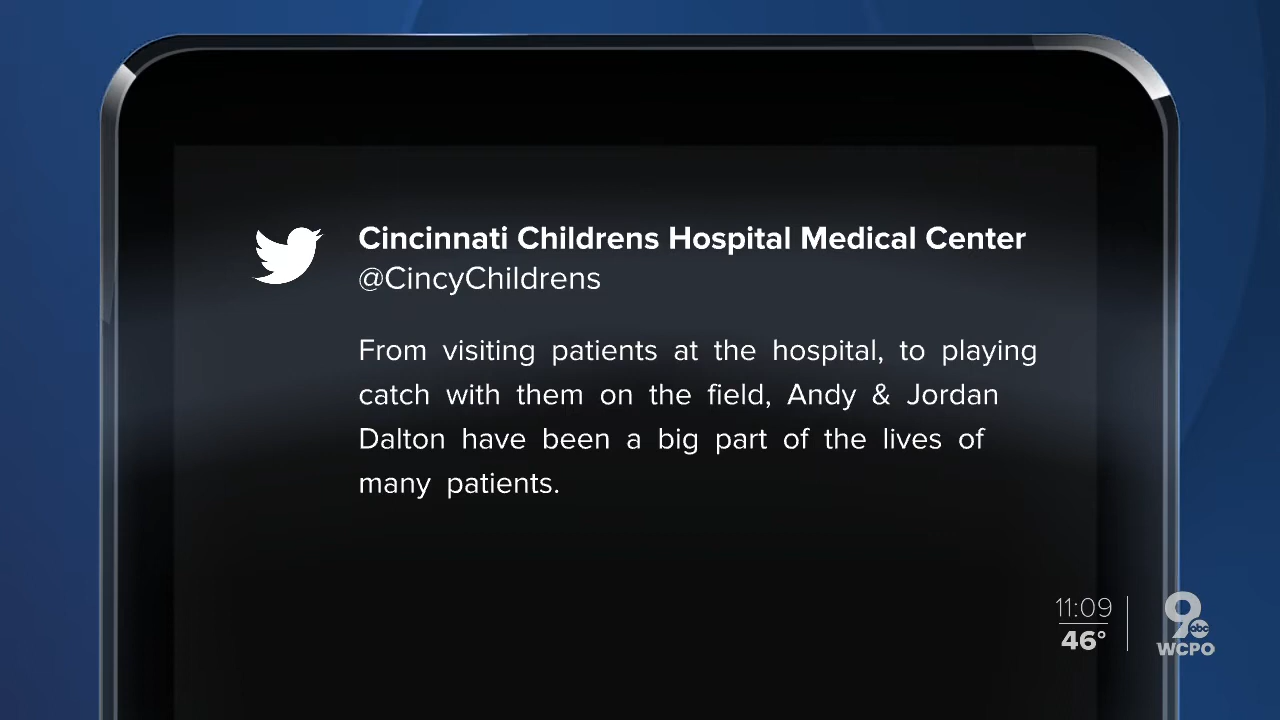 Cincinnati Childrens Hospital Medical Center
@CincyChildrens
From visiting patients at the hospital, to playing
catch with them on the field, Andy & Jordan
Dalton have been a big part of the lives of
many patients.
11:09
46°
9
abc
WCPO